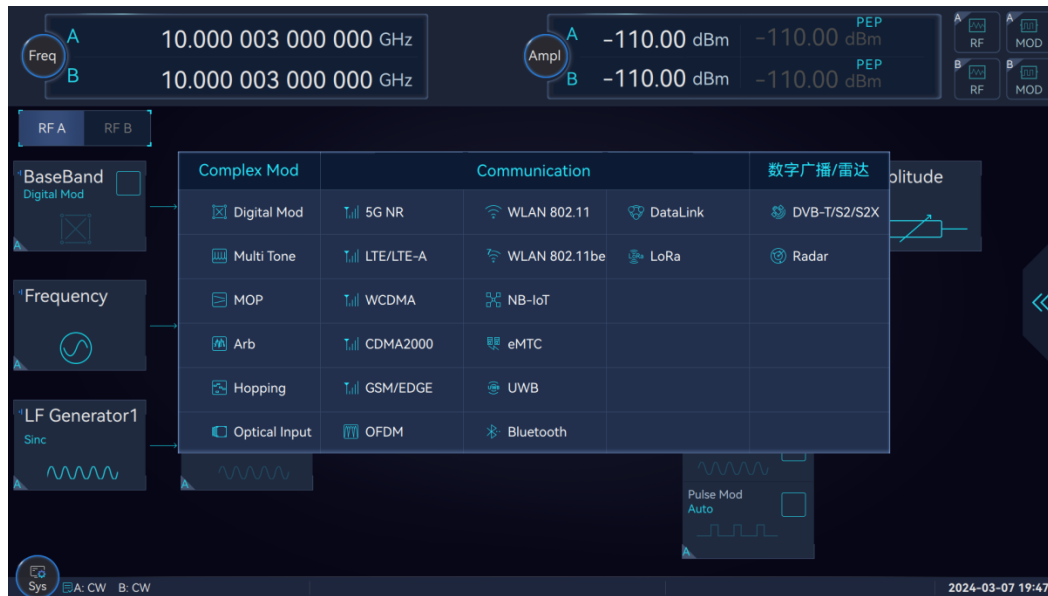 Freq
A 10.000 003 000 000 GHz
B 10.000 003 000 000 GHz
Ampl
PEP
A -110.00 dBm -110.00 dBm
PEP
B -110.00 dBm -110.00 dBm
A RF
A MOD
B RF
B MOD
RF A RF B
BaseBand
Digital Mod
A
Frequency
A
LF Generator1
Sinc
A
Complex Mod Communication 数字广播/雷达
Digital Mod 5G NR WLAN 802.11 DataLink DVB-T/S2/S2X
Multi Tone LTE/LTE-A WLAN 802.11be LoRa Radar
MOP WCDMA NB-IoT
Arb CDMA2000 eMTC
Hopping GSM/EDGE UWB
Optical Input OFDM Bluetooth
A
plitude
Pulse Mod
Auto
A
Sys
A: CW B: CW
2024-03-07 19:47